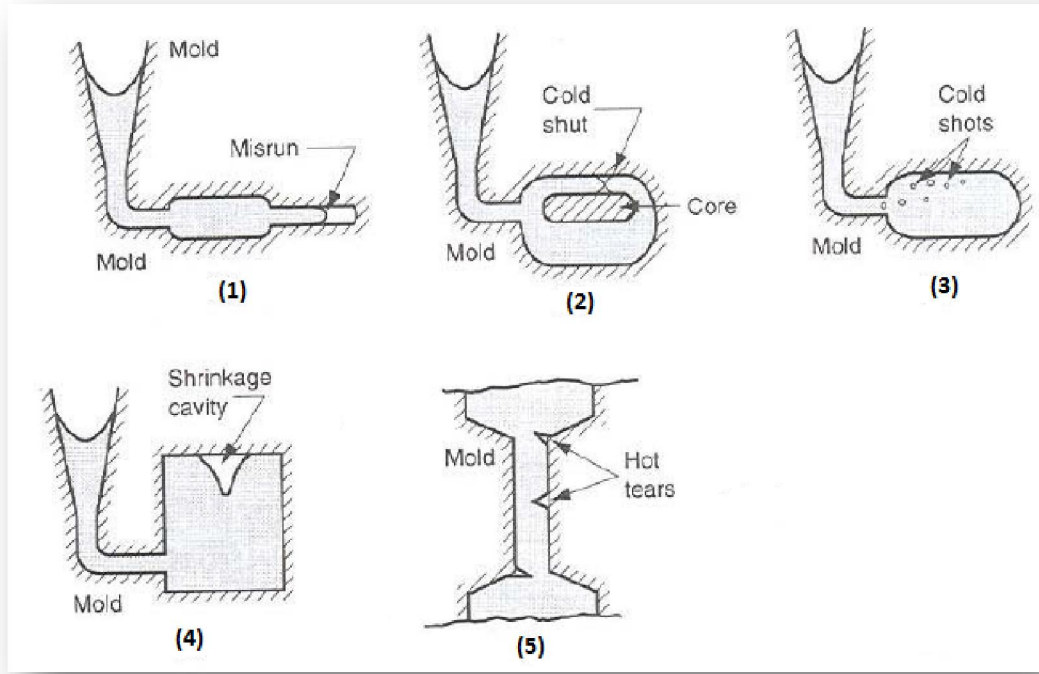 Mold
Misrun
Mold
(1)
Cold
shut
Core
Mold
(2)
Cold
shots
Mold
(3)
Shrinkage
cavity
Mold
(4)
Mold
Hot
tears
(5)